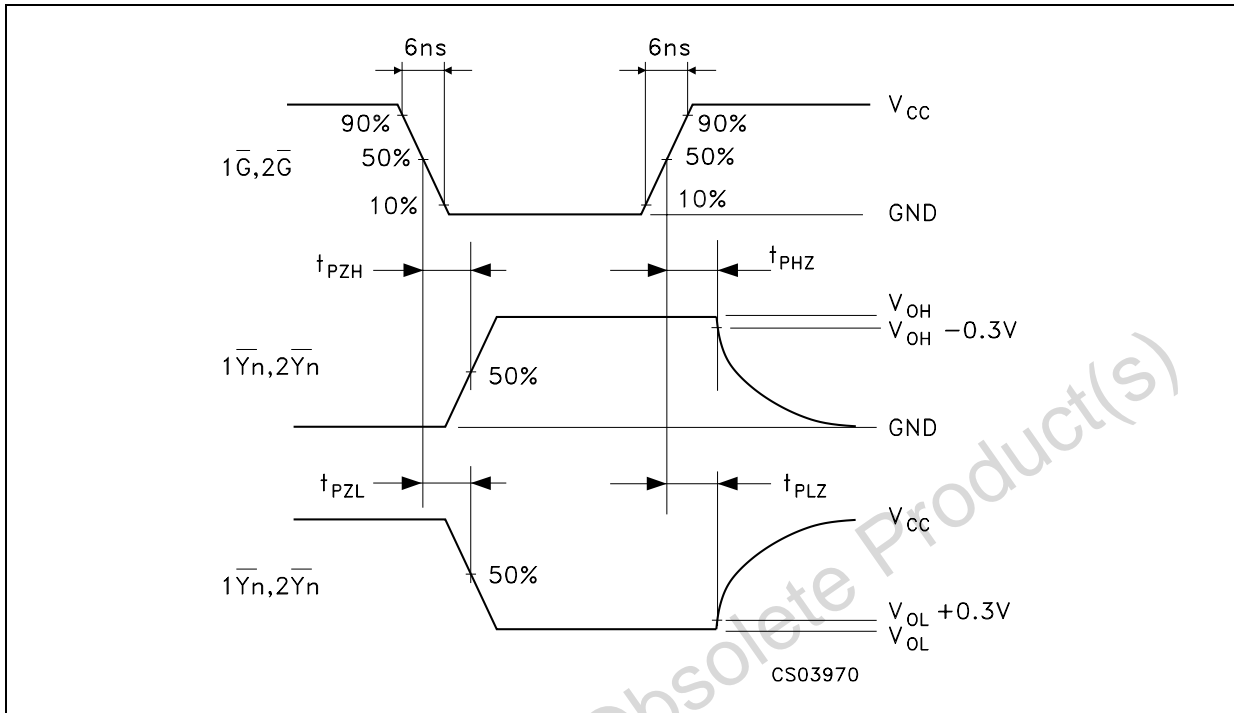 6ns 6ns
V_CC
90% 90%
1G̅,2G̅ 50% 50%
10% 10%
GND
t_PZH t_PHZ
V_OH
V_OH −0.3V
1Y̅n̅,2Y̅n̅ 50%
GND
t_PZL t_PLZ
V_CC
1Y̅n̅,2Y̅n̅ 50%
V_OL +0.3V
V_OL
CS03970
Obsolete Product(s)